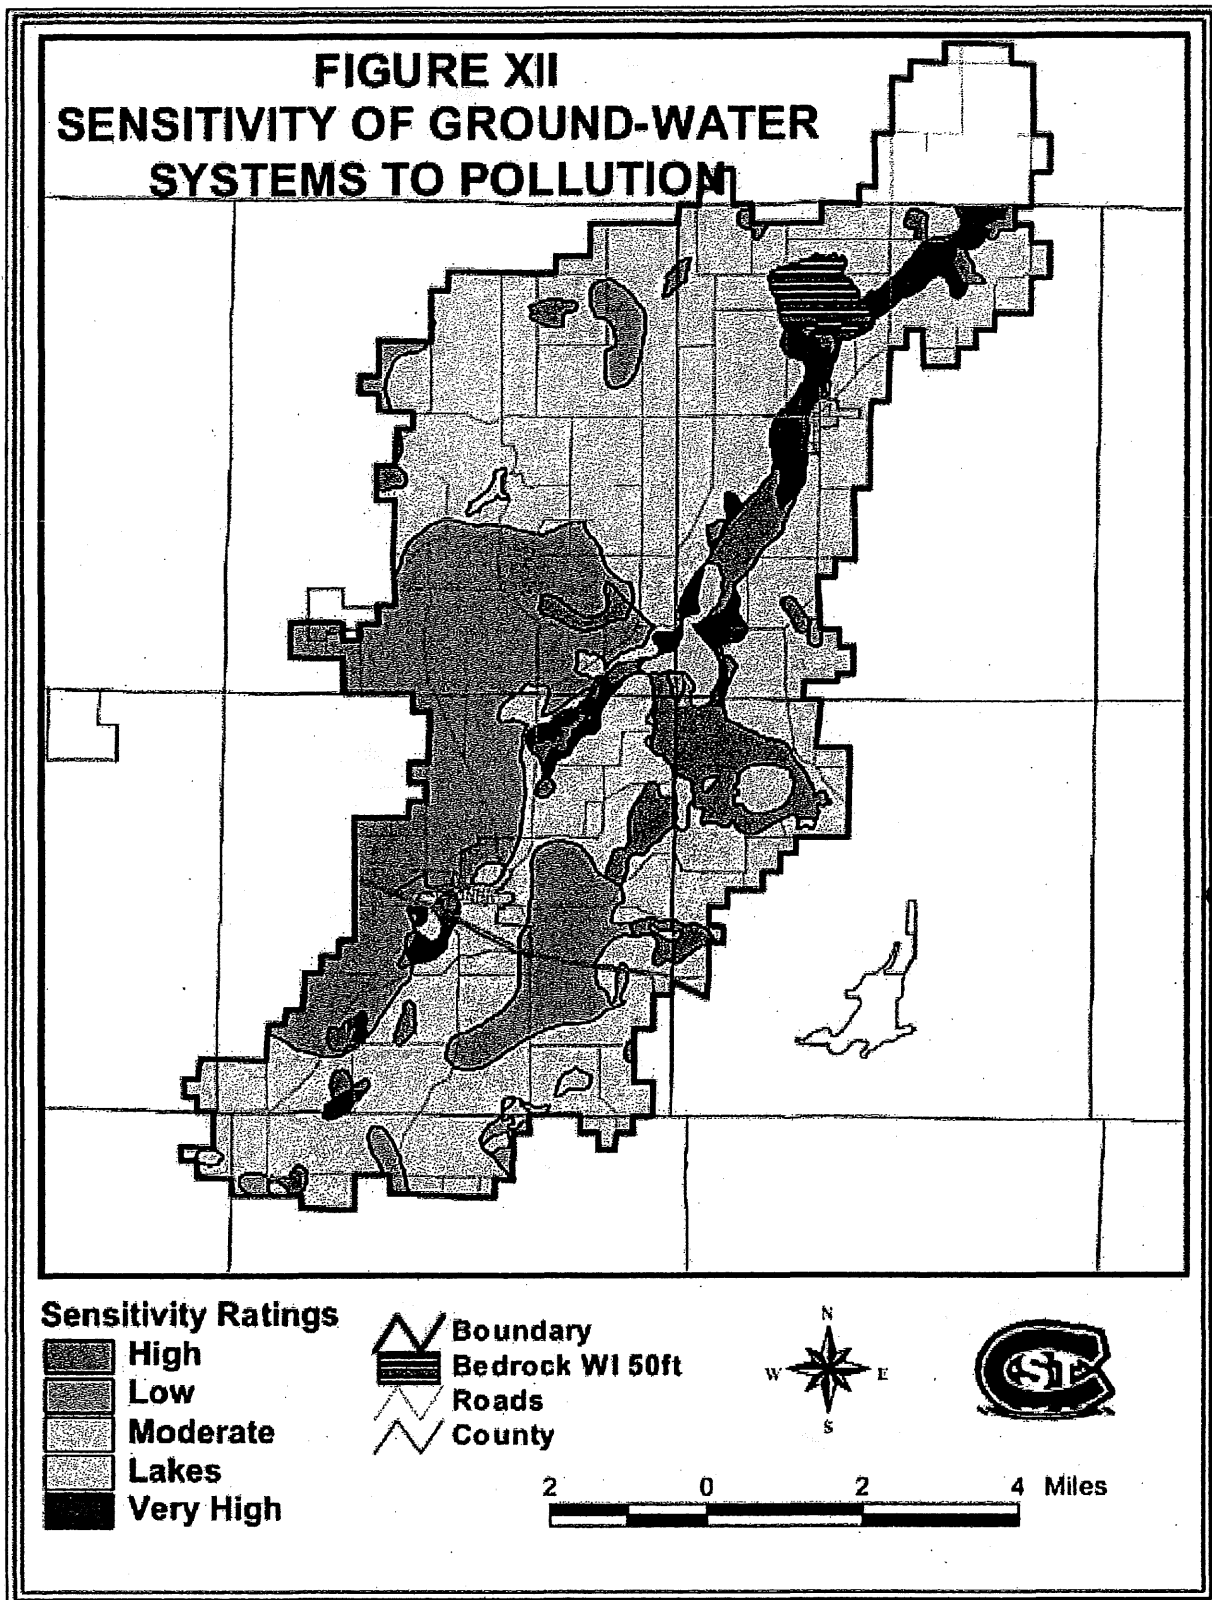 FIGURE XII
SENSITIVITY OF GROUND-WATER
SYSTEMS TO POLLUTION
Sensitivity Ratings
High
Low
Moderate
Lakes
Very High
Boundary
Bedrock WI 50ft
Roads
County
N
W E
S
2 0 2 4 Miles